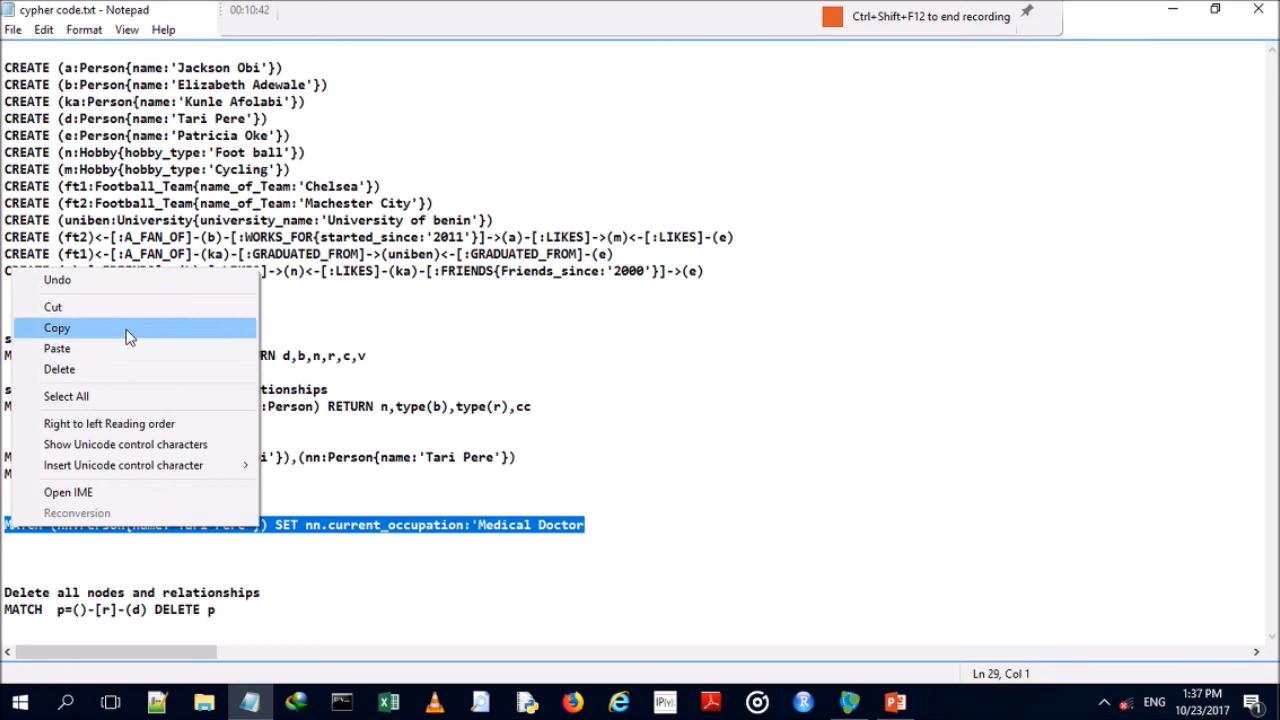 cypher code.txt - Notepad
00:10:42
Ctrl+Shift+F12 to end recording
File Edit Format View Help
CREATE (a:Person{name:'Jackson Obi'})
CREATE (b:Person{name:'Elizabeth Adewale'})
CREATE (ka:Person{name:'Kunle Afolabi'})
CREATE (d:Person{name:'Tari Pere'})
CREATE (e:Person{name:'Patricia Oke'})
CREATE (n:Hobby{hobby_type:'Foot ball'})
CREATE (m:Hobby{hobby_type:'Cycling'})
CREATE (ft1:Football_Team{name_of_Team:'Chelsea'})
CREATE (ft2:Football_Team{name_of_Team:'Machester City'})
CREATE (uniben:University{university_name:'University of benin'})
CREATE (ft2)<-[:A_FAN_OF]-(b)-[:WORKS_FOR{started_since:'2011'}]->(a)-[:LIKES]->(m)<-[:LIKES]-(e)
CREATE (ft1)<-[:A_FAN_OF]-(ka)-[:GRADUATED_FROM]->(uniben)<-[:GRADUATED_FROM]-(e)
]->(n)<-[:LIKES]-(ka)-[:FRIENDS{Friends_since:'2000'}]->(e)
Undo
Cut
Copy
Paste
Delete
Select All
Right to left Reading order
Show Unicode control characters
Insert Unicode control character
Open IME
Reconversion
s
M RN d,b,n,r,c,v
s tionships
M :Person) RETURN n,type(b),type(r),cc
M i'}),(nn:Person{name:'Tari Pere'})
M
MATCH (nn:Person{name:'Tari Pere'}) SET nn.current_occupation:'Medical Doctor
Delete all nodes and relationships
MATCH p=()-[r]-(d) DELETE p
Ln 29, Col 1
ENG
1:37 PM
10/23/2017